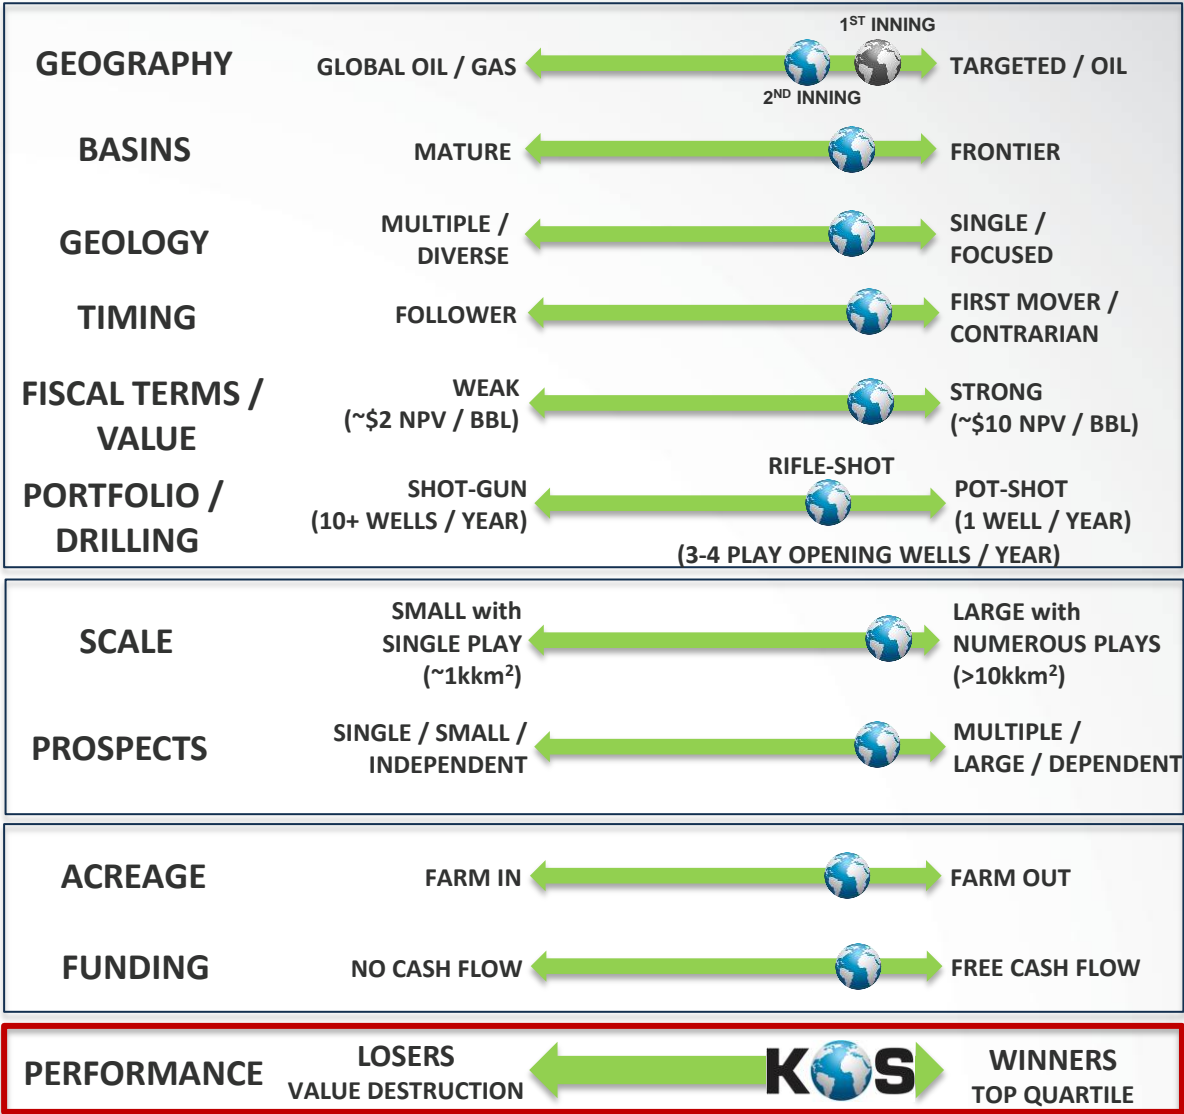 1ST INNING
GEOGRAPHY
GLOBAL OIL / GAS
TARGETED / OIL
2ND INNING
BASINS
MATURE
FRONTIER
GEOLOGY
MULTIPLE /
DIVERSE
SINGLE /
FOCUSED
TIMING
FOLLOWER
FIRST MOVER /
CONTRARIAN
FISCAL TERMS /
VALUE
WEAK
(~$2 NPV / BBL)
STRONG
(~$10 NPV / BBL)
PORTFOLIO /
DRILLING
SHOT-GUN
(10+ WELLS / YEAR)
RIFLE-SHOT
(3-4 PLAY OPENING WELLS / YEAR)
POT-SHOT
(1 WELL / YEAR)
SCALE
SMALL with
SINGLE PLAY
(~1kkm²)
LARGE with
NUMEROUS PLAYS
(>10kkm²)
PROSPECTS
SINGLE / SMALL /
INDEPENDENT
MULTIPLE /
LARGE / DEPENDENT
ACREAGE
FARM IN
FARM OUT
FUNDING
NO CASH FLOW
FREE CASH FLOW
PERFORMANCE
LOSERS
VALUE DESTRUCTION
KOS
WINNERS
TOP QUARTILE